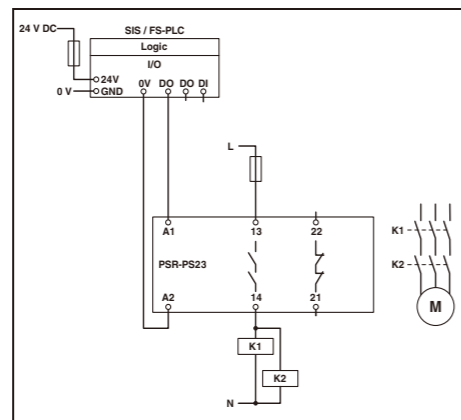 24 V DC
SIS / FS-PLC
Logic
I/O
24V
0 V GND
0V DO DO DI
L
A1 13 22
K1
PSR-PS23
K2
A2 14 21
M
K1
K2
N